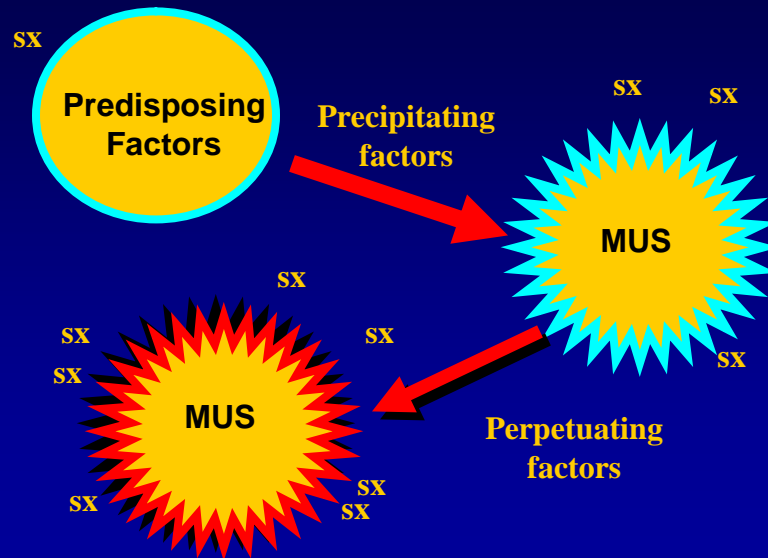 sx
Predisposing
Factors
Precipitating
factors
sx
sx
MUS
sx
sx
sx
sx
sx
MUS
sx
sx
sx
Perpetuating
factors